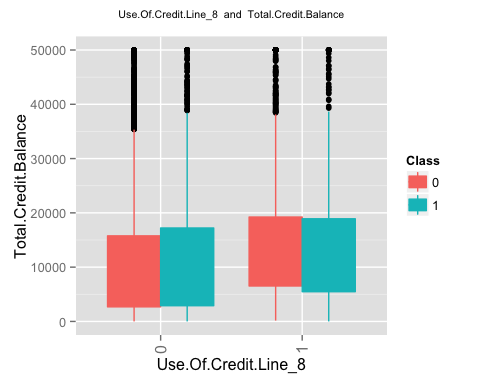 Use.Of.Credit.Line_8 and Total.Credit.Balance
50000
40000
30000
20000
10000
0
Total.Credit.Balance
0
1
Use.Of.Credit.Line_8
Class
0
1